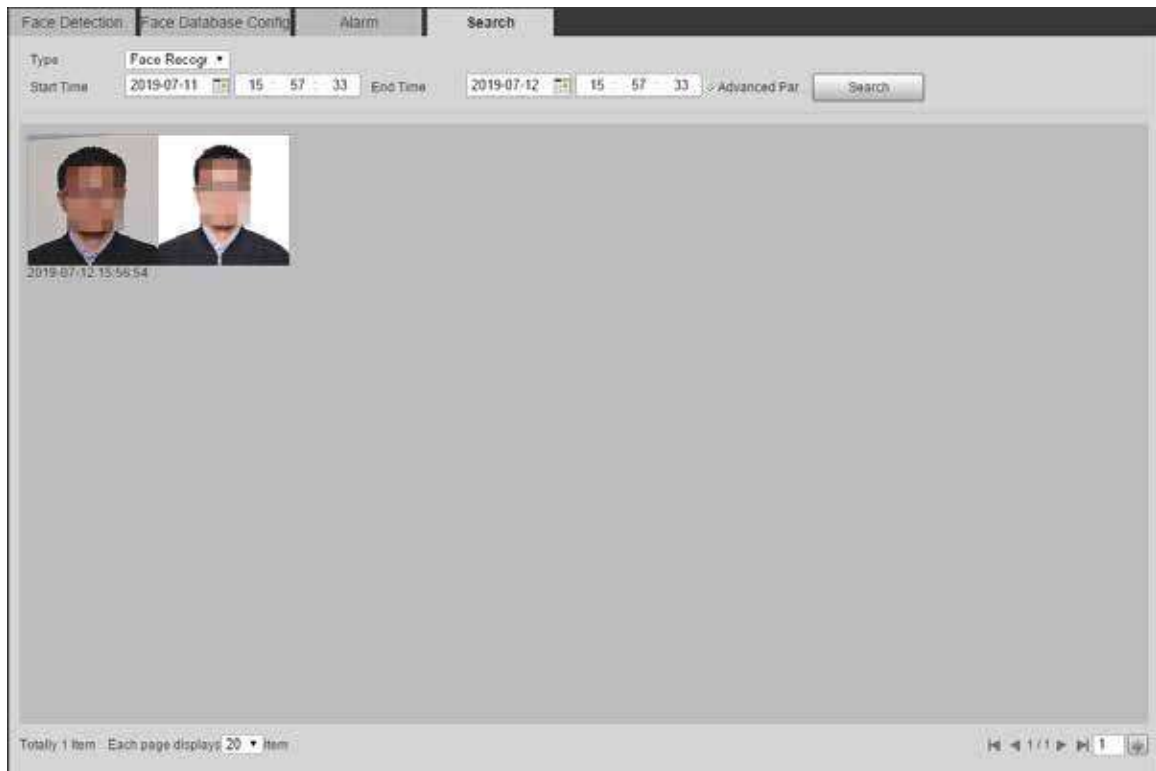 Face Detection Face Database Config Alarm Search
Type Face Recogr
Start Time 2019-07-11 15 : 57 : 33 End Time 2019-07-12 15 : 57 : 33 Advanced Par Search
2019-07-12 15:56:54
Totally 1 Item Each page displays 20 Item 1 / 1 1